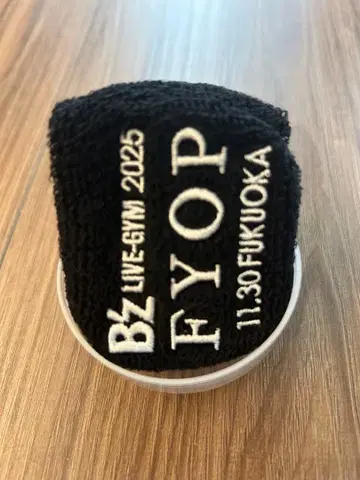 B'z LIVE-GYM 2025
FYOP
11.30 FUKUOKA